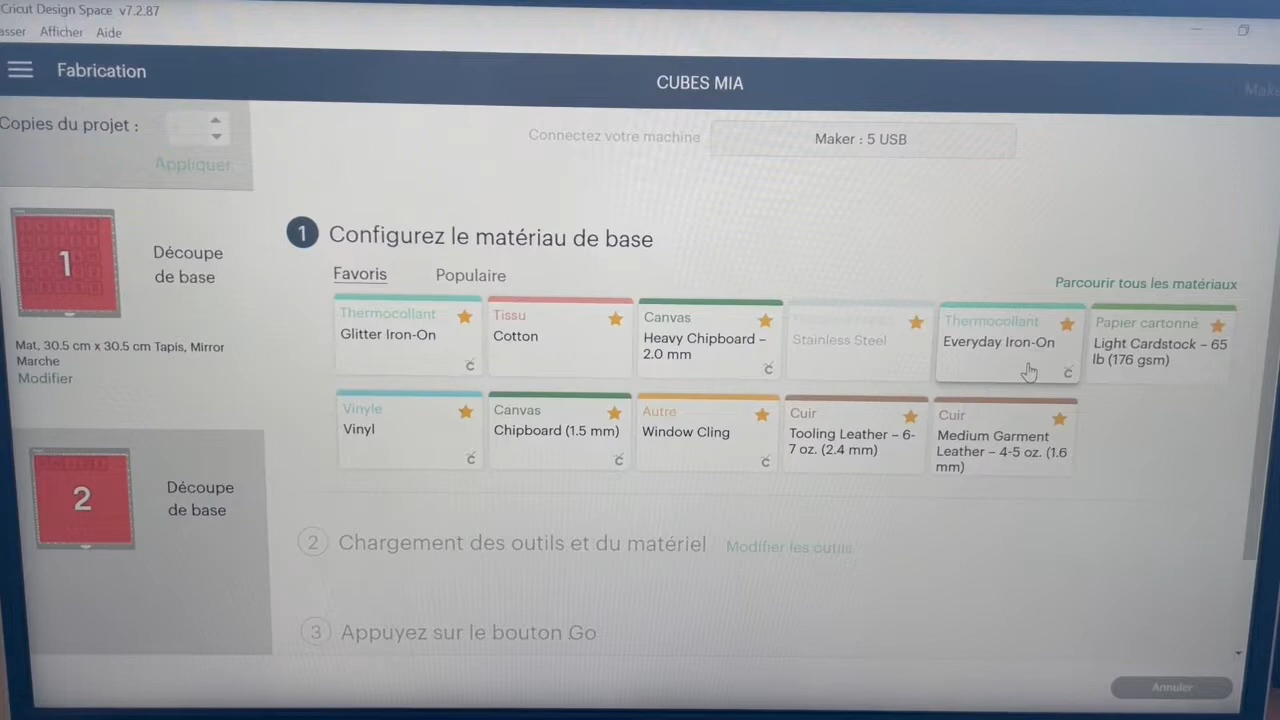 Cricut Design Space v7.2.87
asser Afficher Aide
Fabrication
CUBES MIA
Make
Copies du projet :
Appliquer
Connectez votre machine
Maker : 5 USB
1
Découpe
de base
Mat, 30.5 cm x 30.5 cm Tapis, Mirror
Marche
Modifier
2
Découpe
de base
1 Configurez le matériau de base
Favoris Populaire
Parcourir tous les matériaux
Thermocollant
Glitter Iron-On
Tissu
Cotton
Canvas
Heavy Chipboard –
2.0 mm
Stainless Steel
Thermocollant
Everyday Iron-On
Papier cartonné
Light Cardstock – 65
lb (176 gsm)
Vinyle
Vinyl
Canvas
Chipboard (1.5 mm)
Autre
Window Cling
Cuir
Tooling Leather – 6-
7 oz. (2.4 mm)
Cuir
Medium Garment
Leather – 4-5 oz. (1.6
mm)
2 Chargement des outils et du matériel Modifier les outils
3 Appuyez sur le bouton Go
Annuler